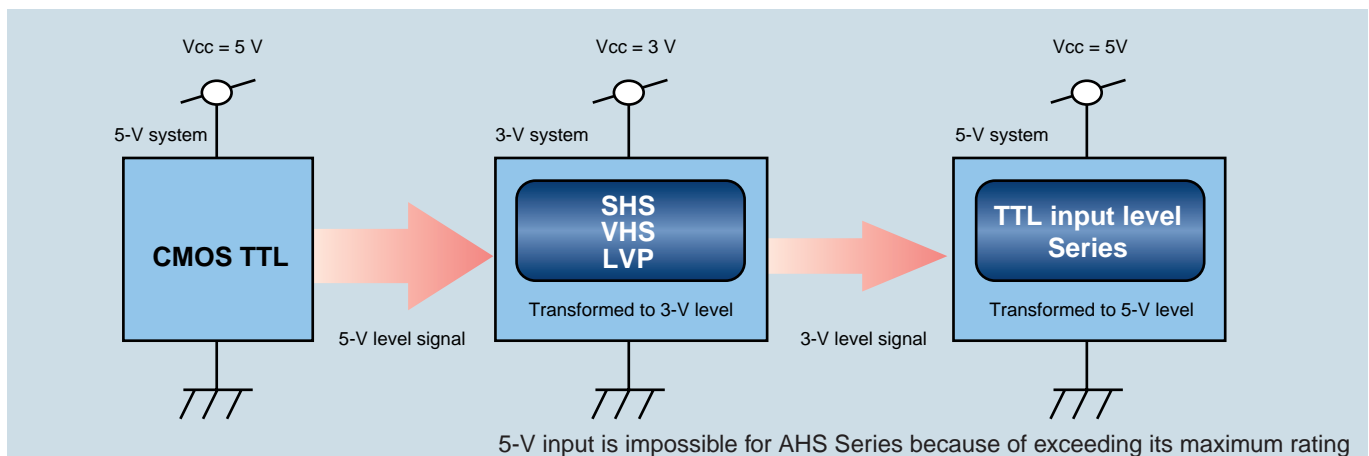 Vcc = 5 V
Vcc = 3 V
Vcc = 5V
5-V system
3-V system
5-V system
CMOS TTL
SHS
VHS
LVP
TTL input level
Series
Transformed to 3-V level
Transformed to 5-V level
5-V level signal
3-V level signal
5-V input is impossible for AHS Series because of exceeding its maximum rating